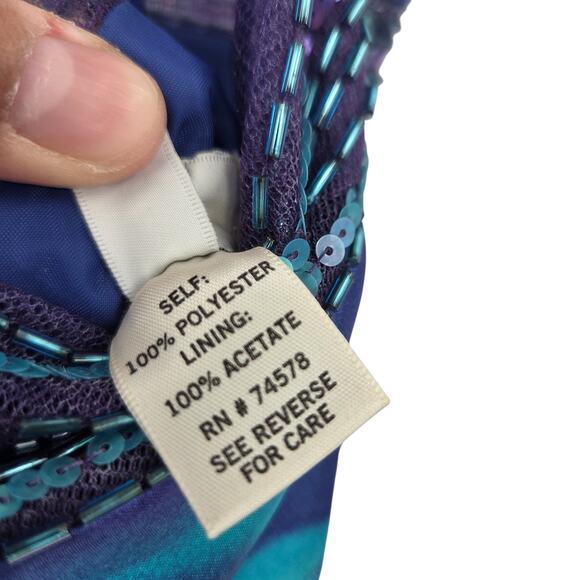 SELF:
100% POLYESTER
LINING:
100% ACETATE
RN # 74578
SEE REVERSE
FOR CARE